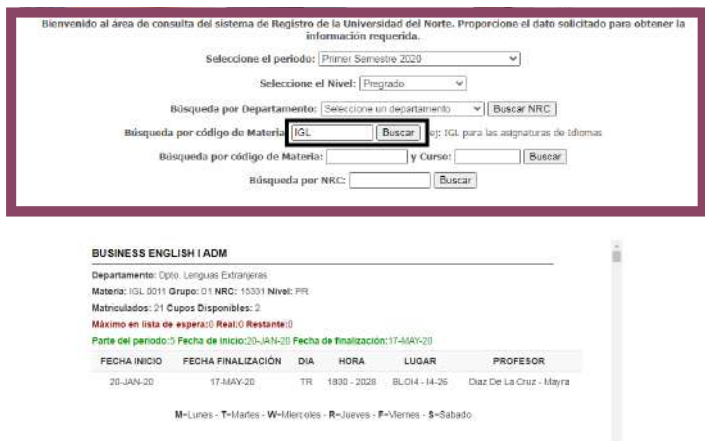 Bienvenido al área de consulta del sistema de Registro de la Universidad del Norte. Proporcione el dato solicitado para obtener la
información requerida.
Seleccione el periodo: Primer Semestre 2020
Seleccione el Nivel: Pregrado
Búsqueda por Departamento: Seleccione un departamento Buscar NRC
Búsqueda por código de Materia IGL Buscar ej: IGL para las asignaturas de Idiomas
Búsqueda por código de Materia: y Curso: Buscar
Búsqueda por NRC: Buscar
BUSINESS ENGLISH I ADM
Departamento: Dpto. Lenguas Extranjeras
Materia: IGL 0011 Grupo: 01 NRC: Nivel: PR
Matriculados: 21 Cupos Disponibles: 2
Máximo en lista de espera:0 Real:0 Restante:0
Parte del periodo:5 Fecha de inicio:20-JAN-20 Fecha de finalización:17-MAY-20
FECHA INICIO FECHA FINALIZACIÓN DIA HORA LUGAR PROFESOR
20-JAN-20 17-MAY-20 TR 1830 - 2028 14-26 Diaz De La Cruz - Mayra
M=Lunes - T=Martes - W=Miercoles - R=Jueves - F=Viernes - S=Sabado